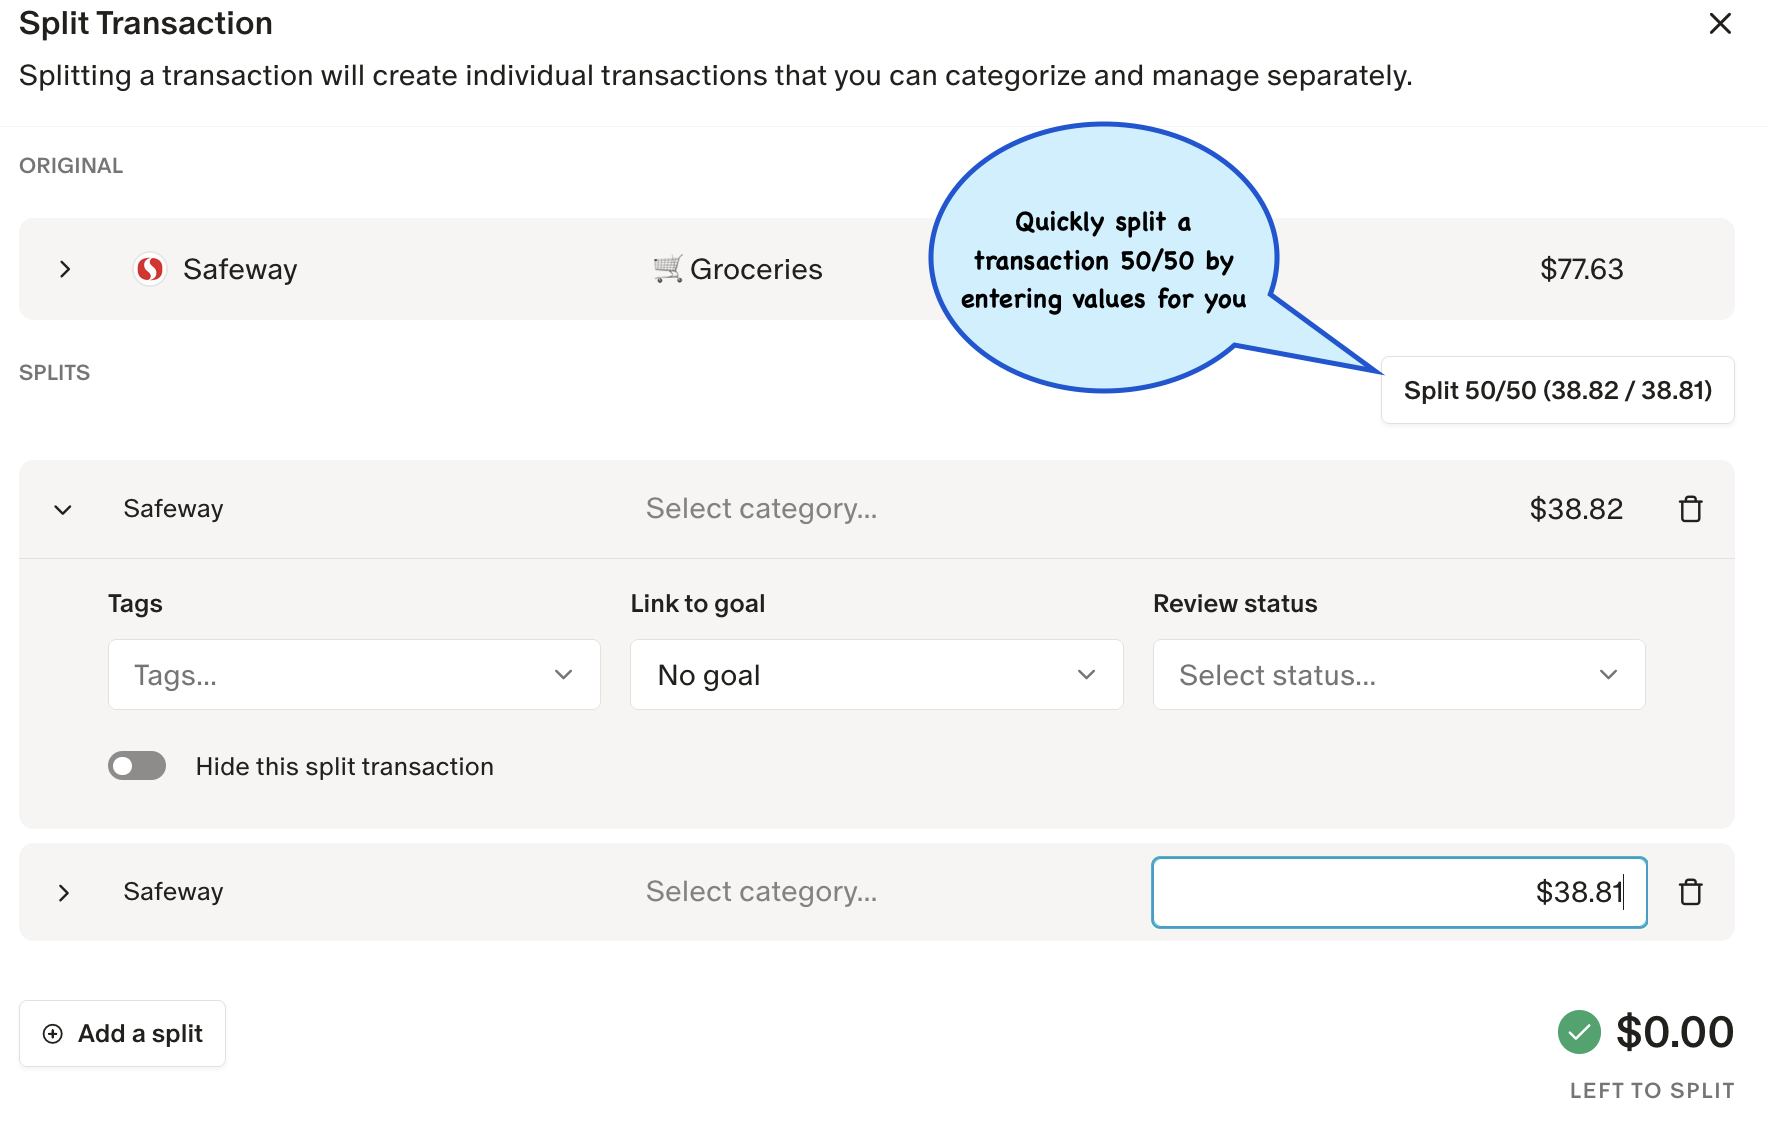 Split Transaction
Splitting a transaction will create individual transactions that you can categorize and manage separately.
ORIGINAL
Safeway
Groceries
$77.63
Quickly split a
transaction 50/50 by
entering values for you
SPLITS
Split 50/50 (38.82 / 38.81)
Safeway
Select category...
$38.82
Tags
Link to goal
Review status
Tags...
No goal
Select status...
Hide this split transaction
Safeway
Select category...
$38.81
Add a split
$0.00
LEFT TO SPLIT